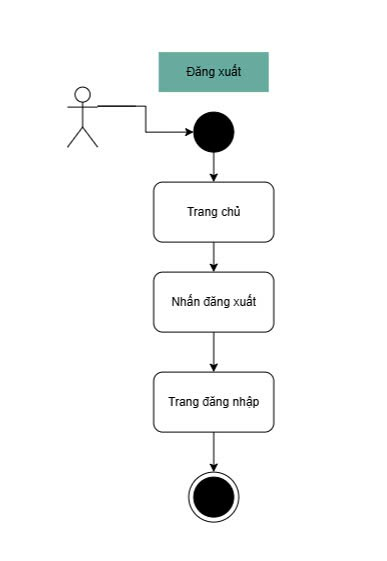 Đăng xuất
Trang chủ
Nhấn đăng xuất
Trang đăng nhập